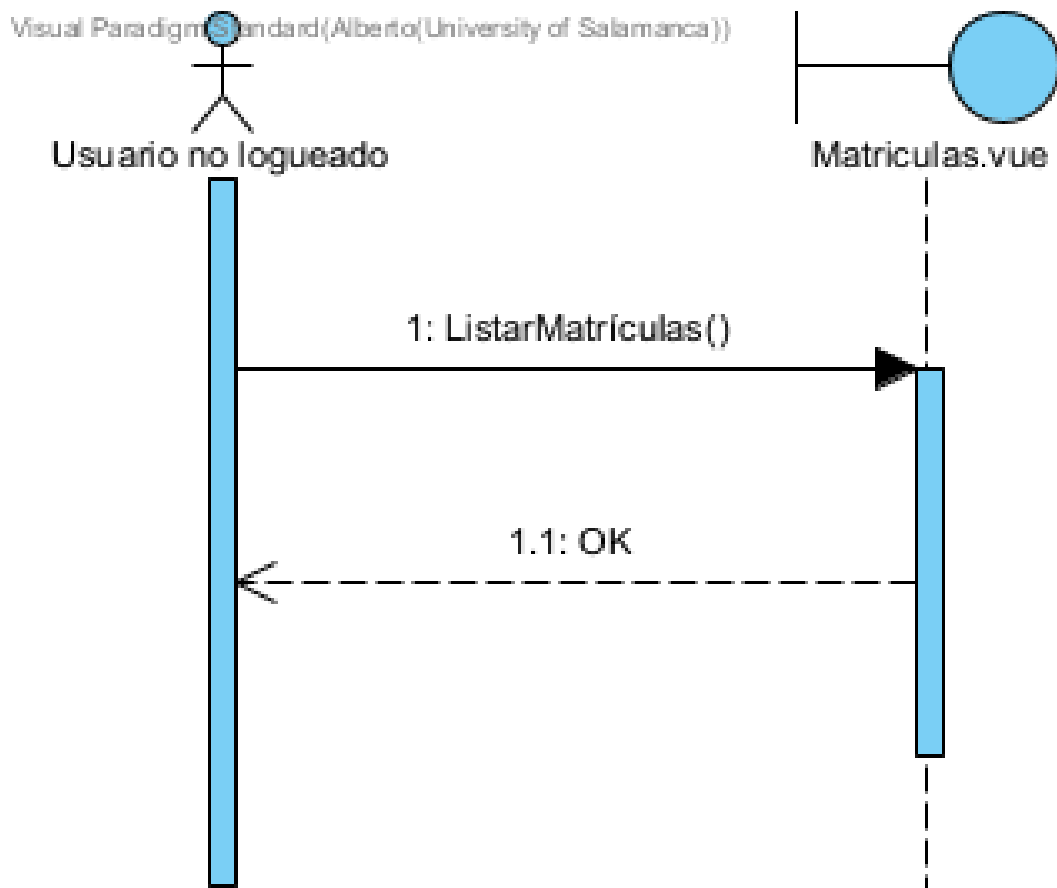 Visual Paradigm Standard(Alberto(University of Salamanca))
Usuario no logueado
Matriculas.vue
1: ListarMatrículas()
1.1: OK